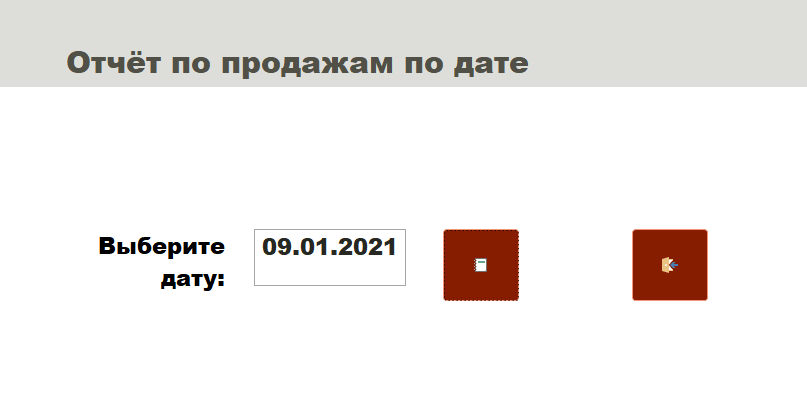 Отчёт по продажам по дате
Выберите
дату:
09.01.2021